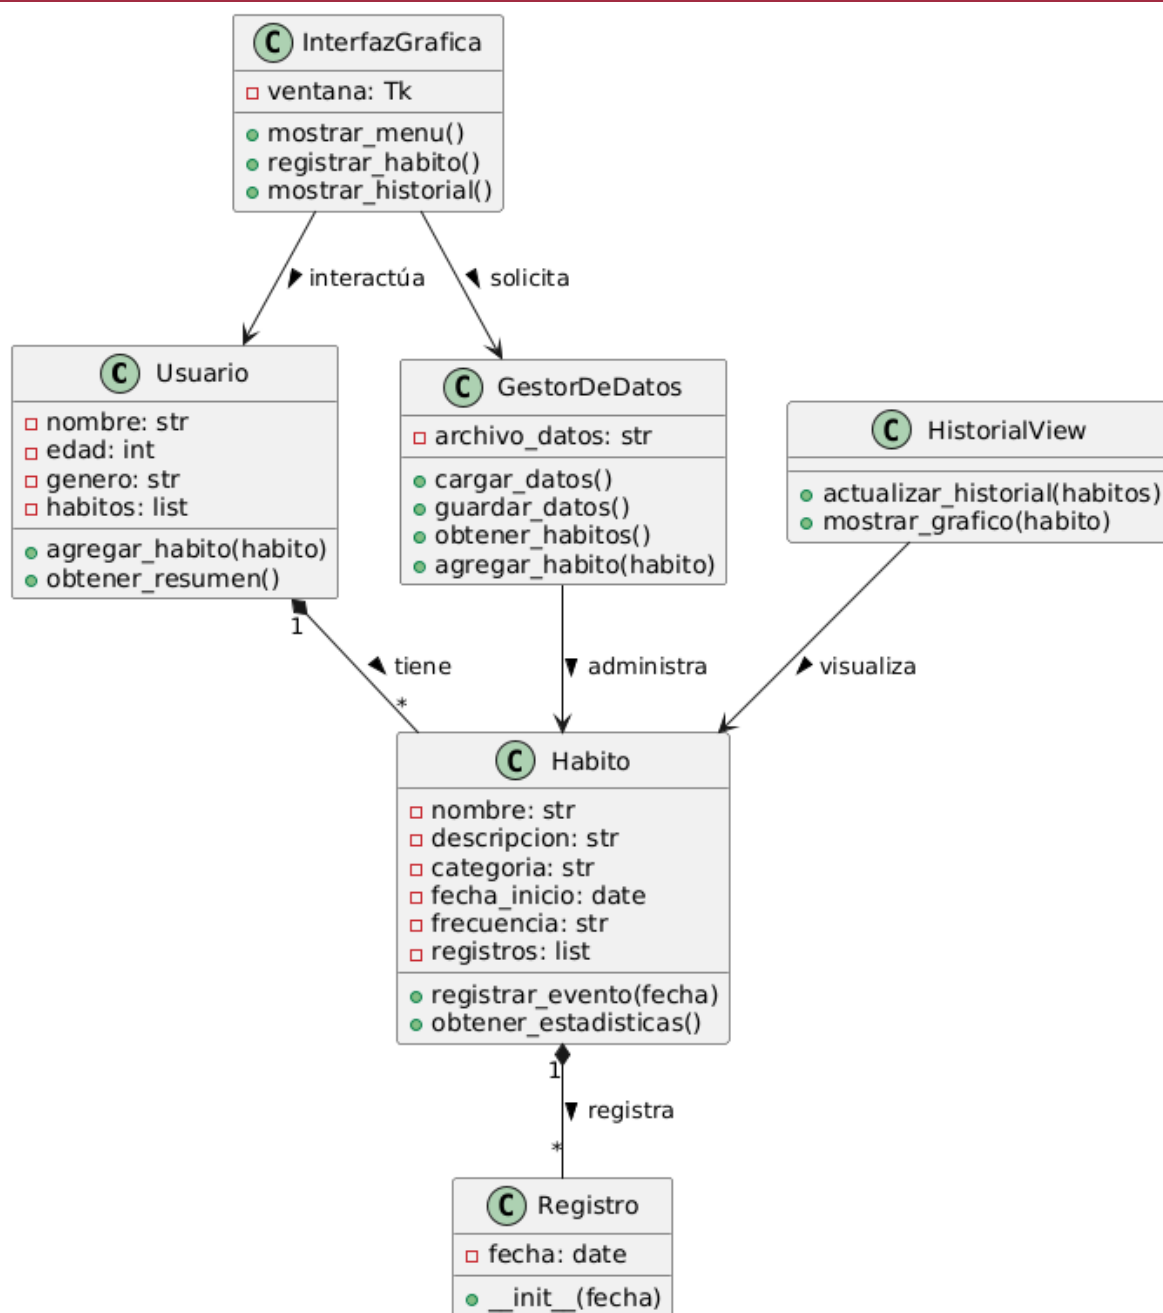 C InterfazGrafica
ventana: Tk
mostrar_menu()
registrar_habito()
mostrar_historial()
interactúa
solicita
C Usuario
nombre: str
edad: int
genero: str
habitos: list
agregar_habito(habito)
obtener_resumen()
C GestorDeDatos
archivo_datos: str
cargar_datos()
guardar_datos()
obtener_habitos()
agregar_habito(habito)
C HistorialView
actualizar_historial(habitos)
mostrar_grafico(habito)
1
tiene
*
administra
visualiza
C Habito
nombre: str
descripcion: str
categoria: str
fecha_inicio: date
frecuencia: str
registros: list
registrar_evento(fecha)
obtener_estadisticas()
1
registra
*
C Registro
fecha: date
__init__(fecha)